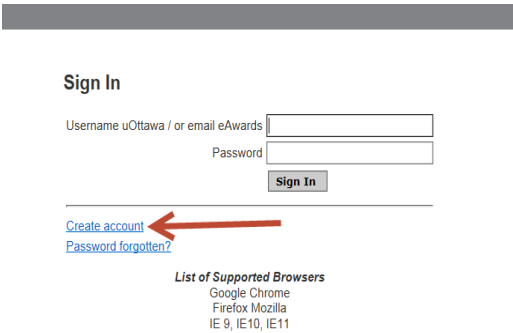 Sign In
Username uOttawa / or email eAwards
Password
Sign In
Create account
Password forgotten?
List of Supported Browsers
Google Chrome
Firefox Mozilla
IE 9, IE10, IE11